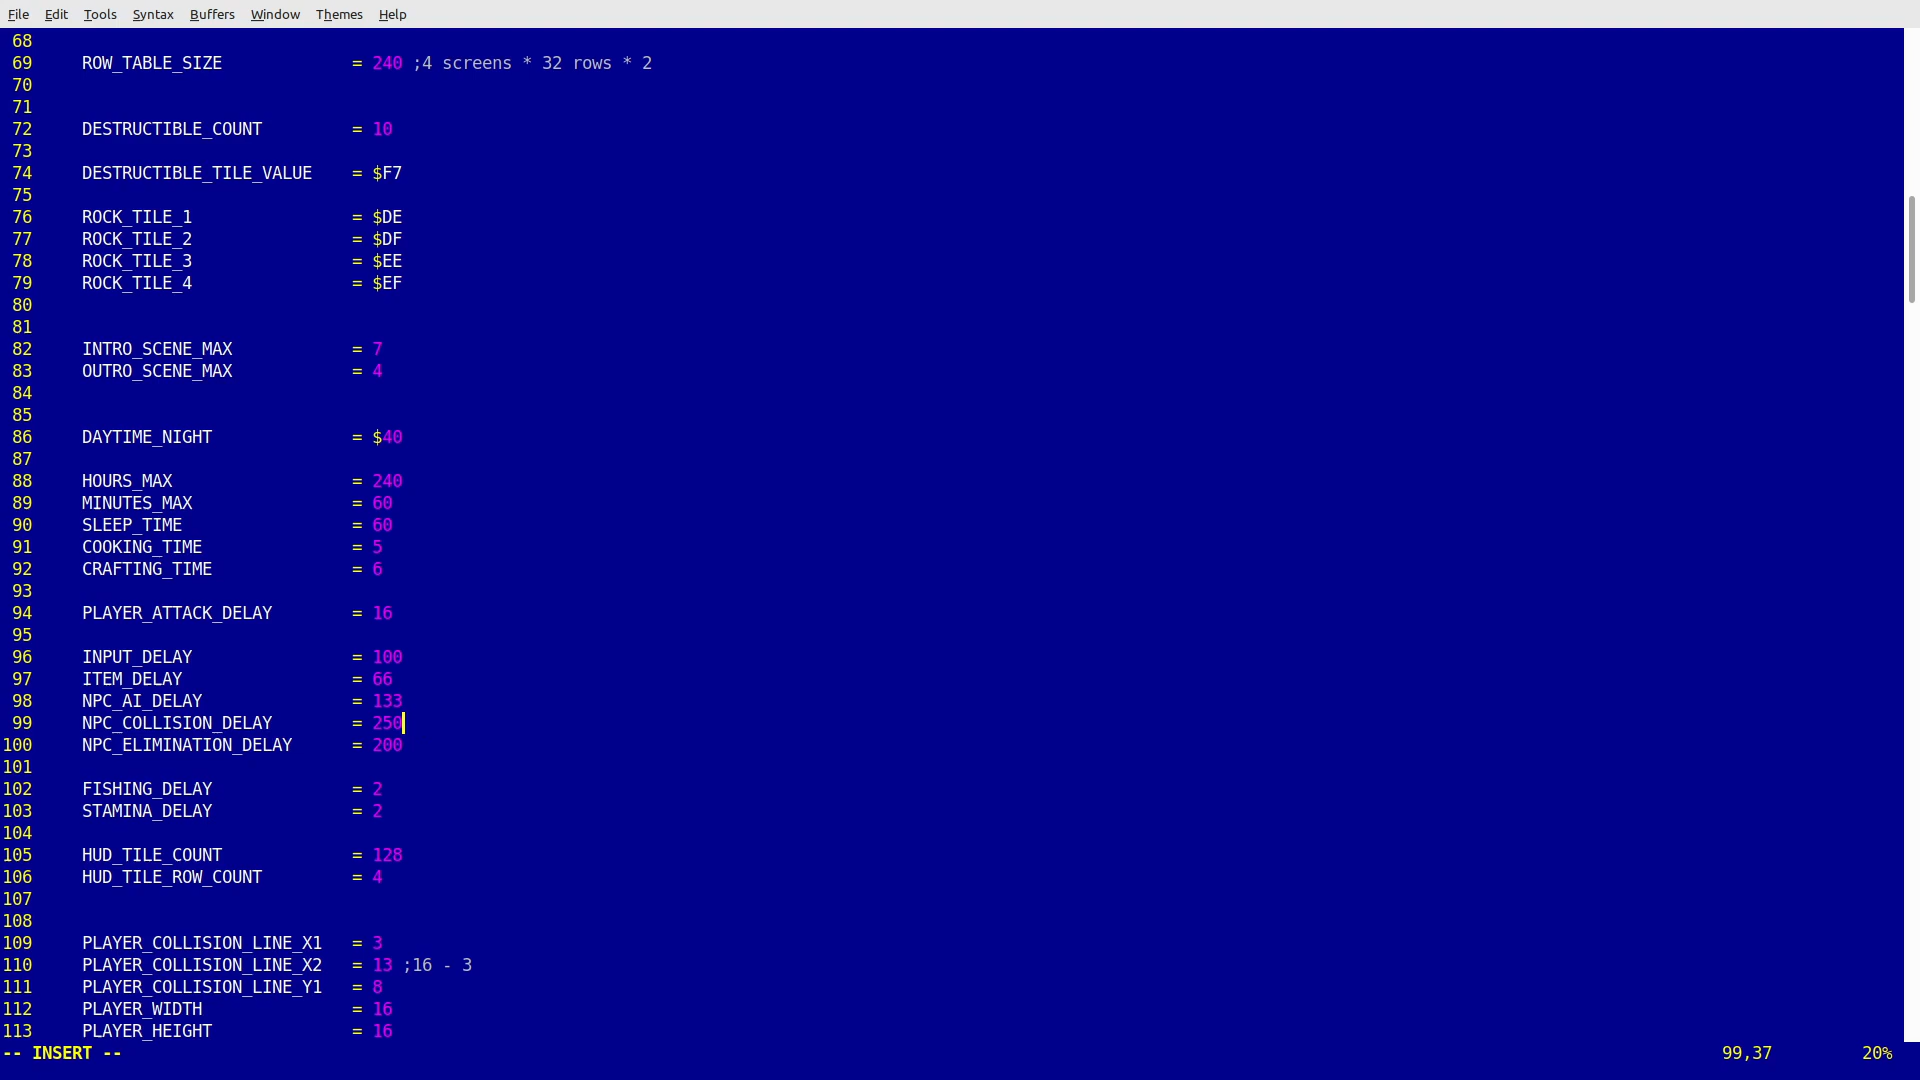 File Edit Tools Syntax Buffers Window Themes Help
68
69 ROW_TABLE_SIZE = 240 ;4 screens * 32 rows * 2
70
71
72 DESTRUCTIBLE_COUNT = 10
73
74 DESTRUCTIBLE_TILE_VALUE = $F7
75
76 ROCK_TILE_1 = $DE
77 ROCK_TILE_2 = $DF
78 ROCK_TILE_3 = $EE
79 ROCK_TILE_4 = $EF
80
81
82 INTRO_SCENE_MAX = 7
83 OUTRO_SCENE_MAX = 4
84
85
86 DAYTIME_NIGHT = $40
87
88 HOURS_MAX = 240
89 MINUTES_MAX = 60
90 SLEEP_TIME = 60
91 COOKING_TIME = 5
92 CRAFTING_TIME = 6
93
94 PLAYER_ATTACK_DELAY = 16
95
96 INPUT_DELAY = 100
97 ITEM_DELAY = 66
98 NPC_AI_DELAY = 133
99 NPC_COLLISION_DELAY = 250
100 NPC_ELIMINATION_DELAY = 200
101
102 FISHING_DELAY = 2
103 STAMINA_DELAY = 2
104
105 HUD_TILE_COUNT = 128
106 HUD_TILE_ROW_COUNT = 4
107
108
109 PLAYER_COLLISION_LINE_X1 = 3
110 PLAYER_COLLISION_LINE_X2 = 13 ;16 - 3
111 PLAYER_COLLISION_LINE_Y1 = 8
112 PLAYER_WIDTH = 16
113 PLAYER_HEIGHT = 16
-- INSERT -- 99,37 20%